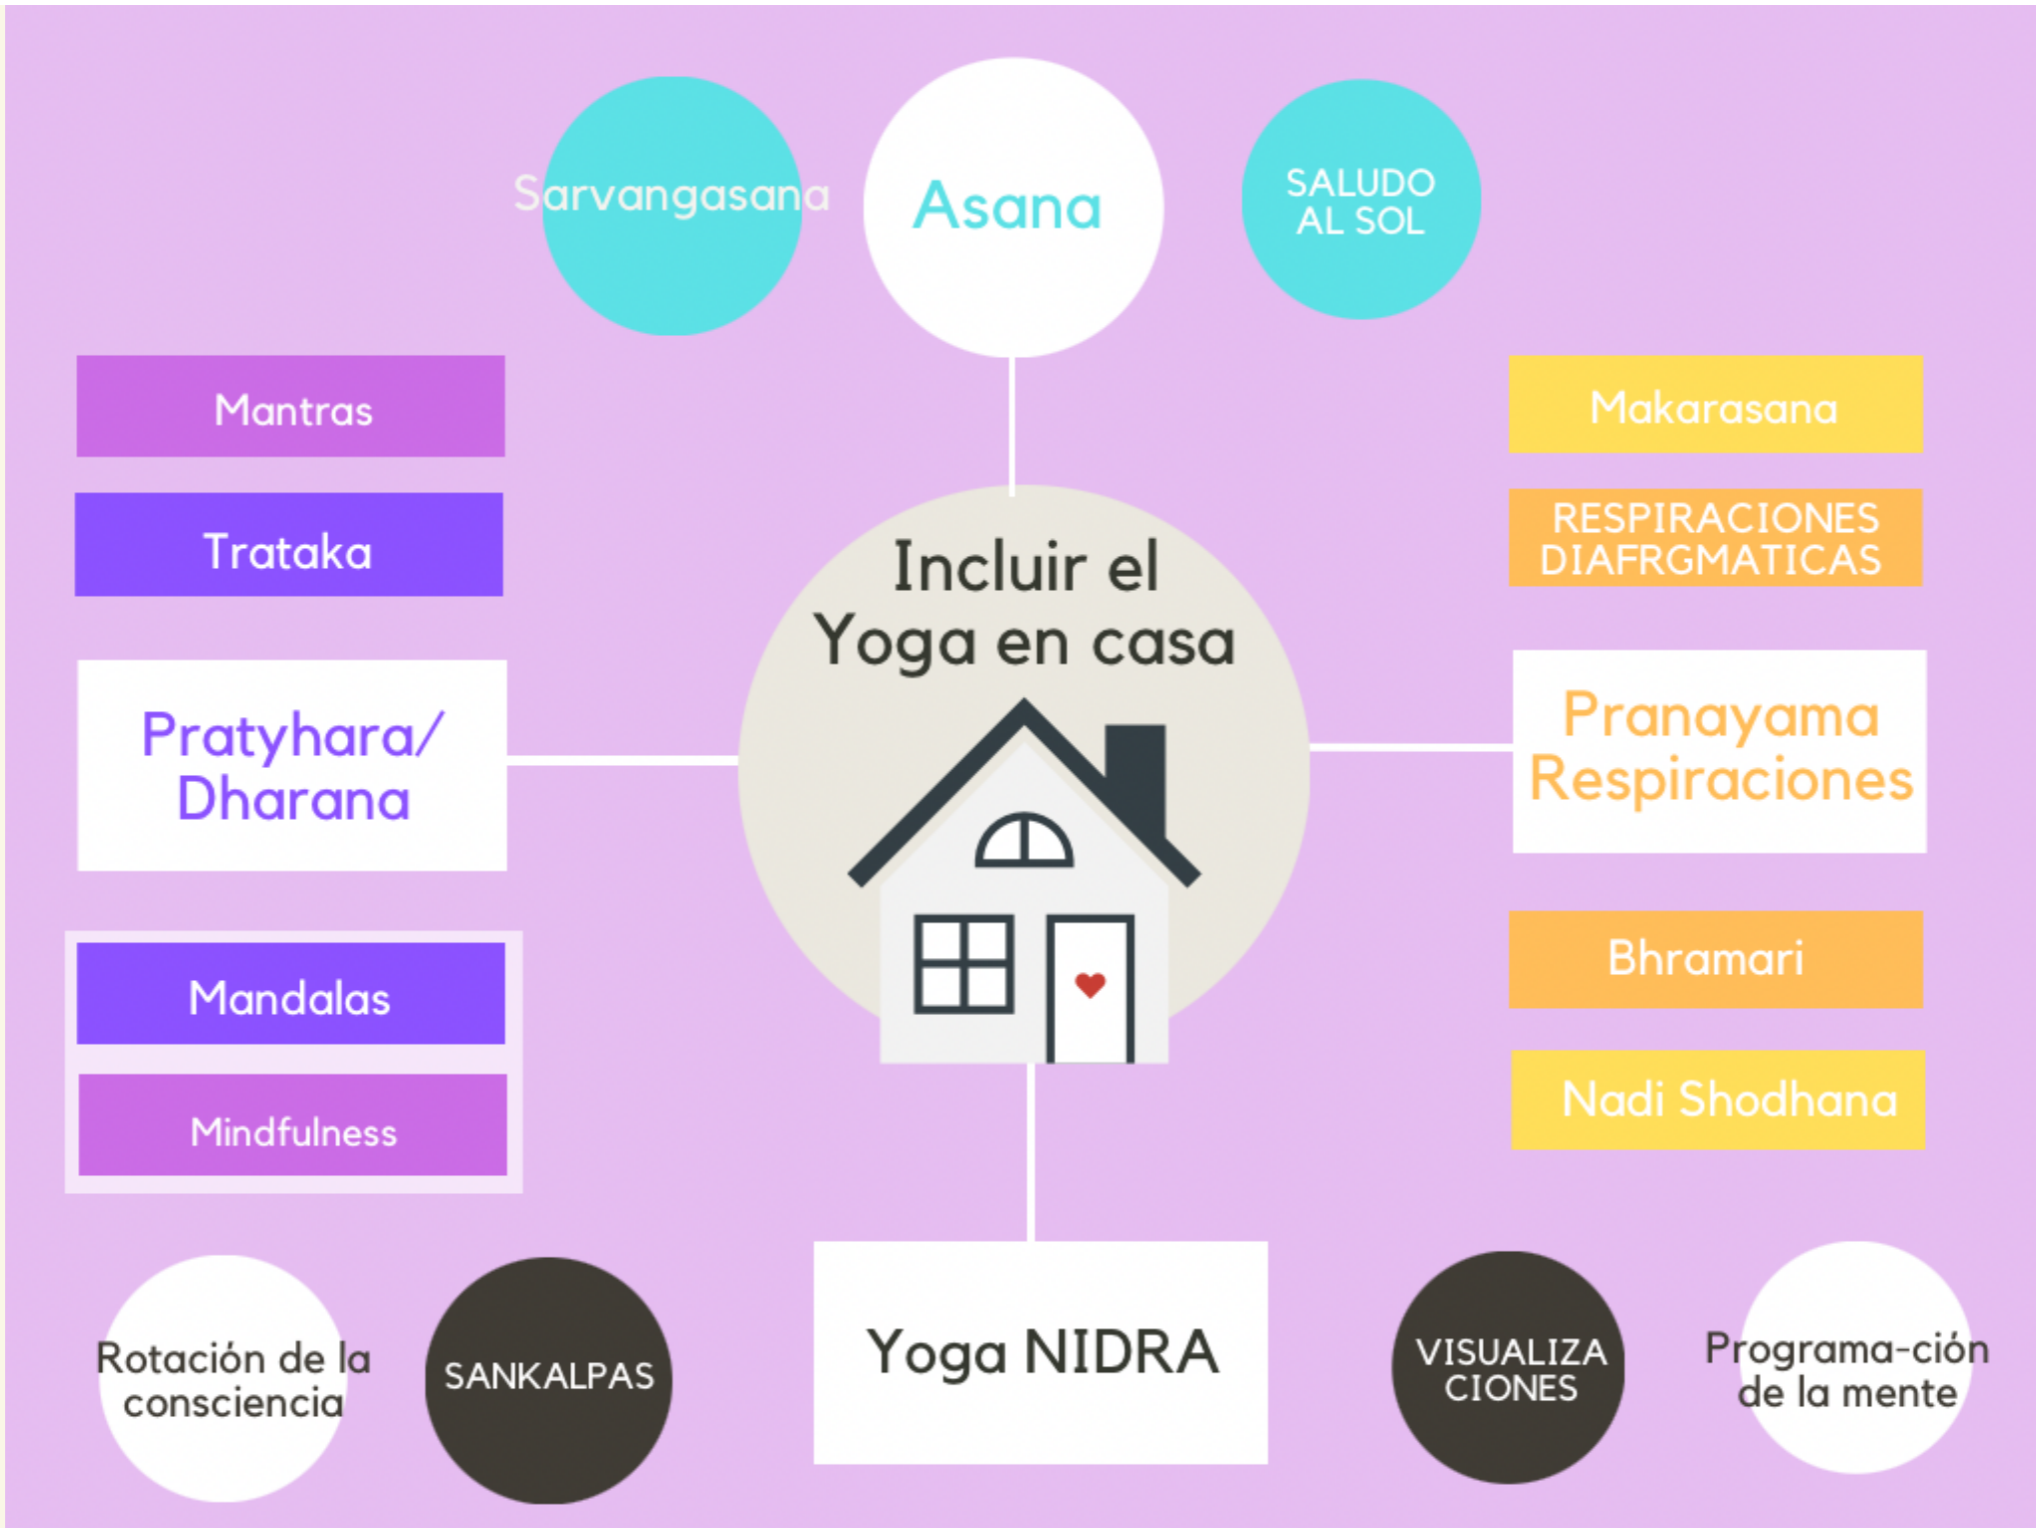 Sarvangasana
Asana
SALUDO
AL SOL
Mantras
Trataka
Pratyhara/
Dharana
Mandalas
Mindfulness
Incluir el
Yoga en casa
Makarasana
RESPIRACIONES
DIAFRGMATICAS
Pranayama
Respiraciones
Bhramari
Nadi Shodhana
Rotación de la
consciencia
SANKALPAS
Yoga NIDRA
VISUALIZA
CIONES
Programa-ción
de la mente